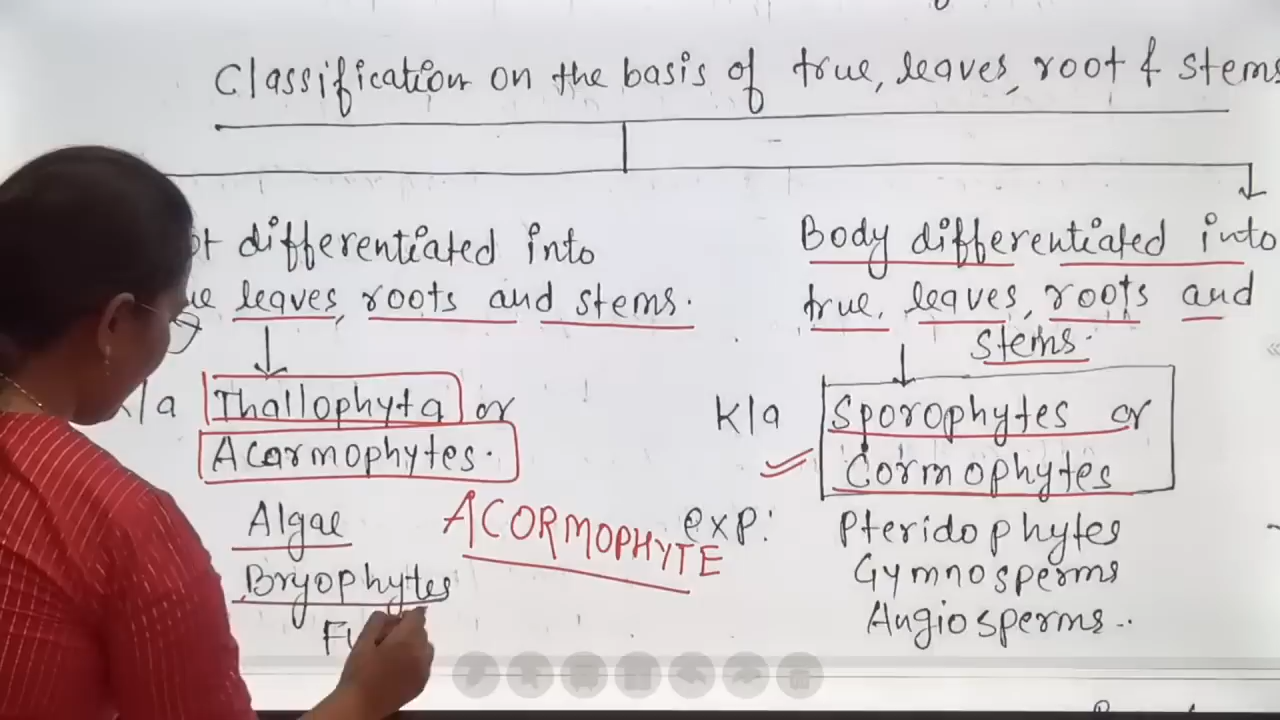 Classification on the basis of true, leaves, root & stems
differentiated into
leaves, roots and stems.
Body differentiated into
true, leaves, roots and
stems.
Thallophyta or
Acormophytes.
K/a Sporophytes or
Cormophytes
Algae
ACORMOPHYTE
Bryophytes
exp: Pteridophytes
Gymnosperms
Angiosperms..